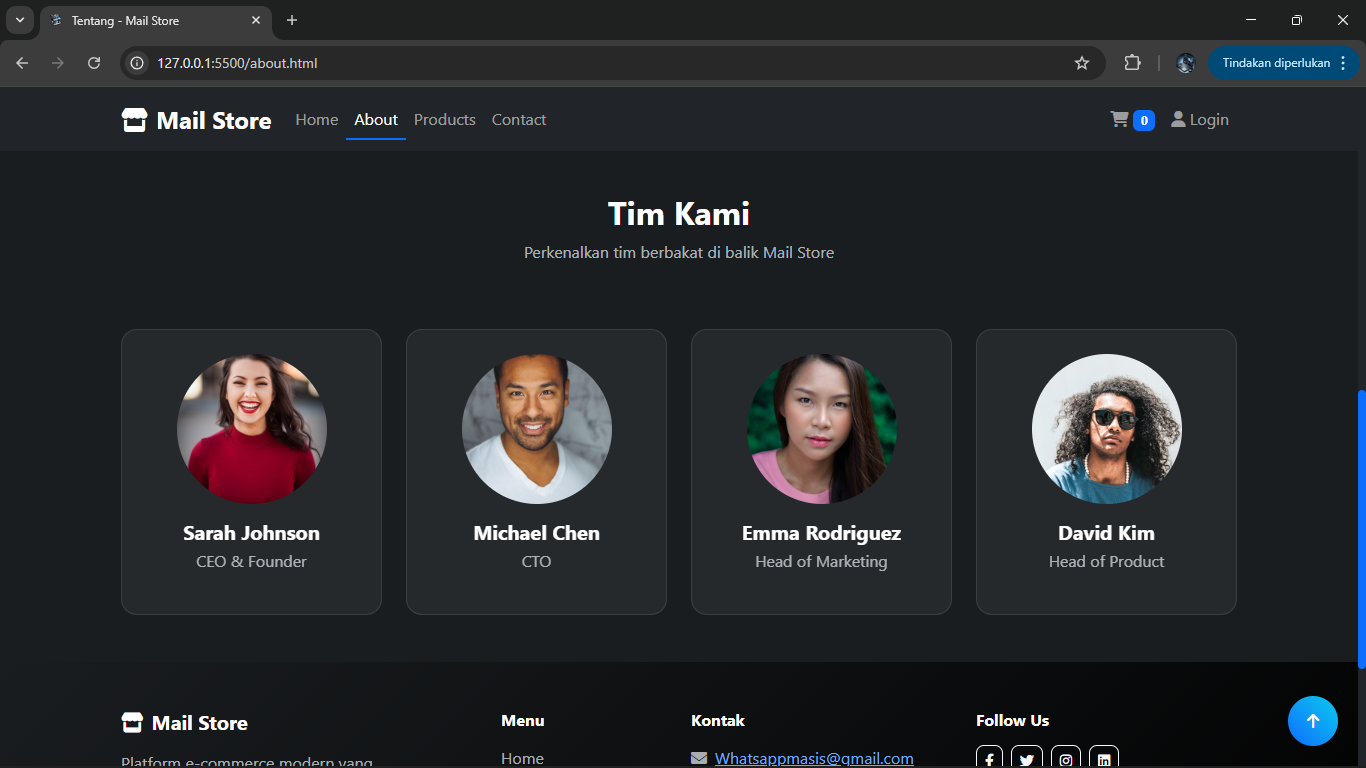 Tentang - Mail Store
127.0.0.1:5500/about.html
Tindakan diperlukan
Mail Store
Home
About
Products
Contact
0
Login
Tim Kami
Perkenalkan tim berbakat di balik Mail Store
Sarah Johnson
CEO & Founder
Michael Chen
CTO
Emma Rodriguez
Head of Marketing
David Kim
Head of Product
Mail Store
Platform e-commerce modern yang
Menu
Home
Kontak
Whatsappmasis@gmail.com
Follow Us